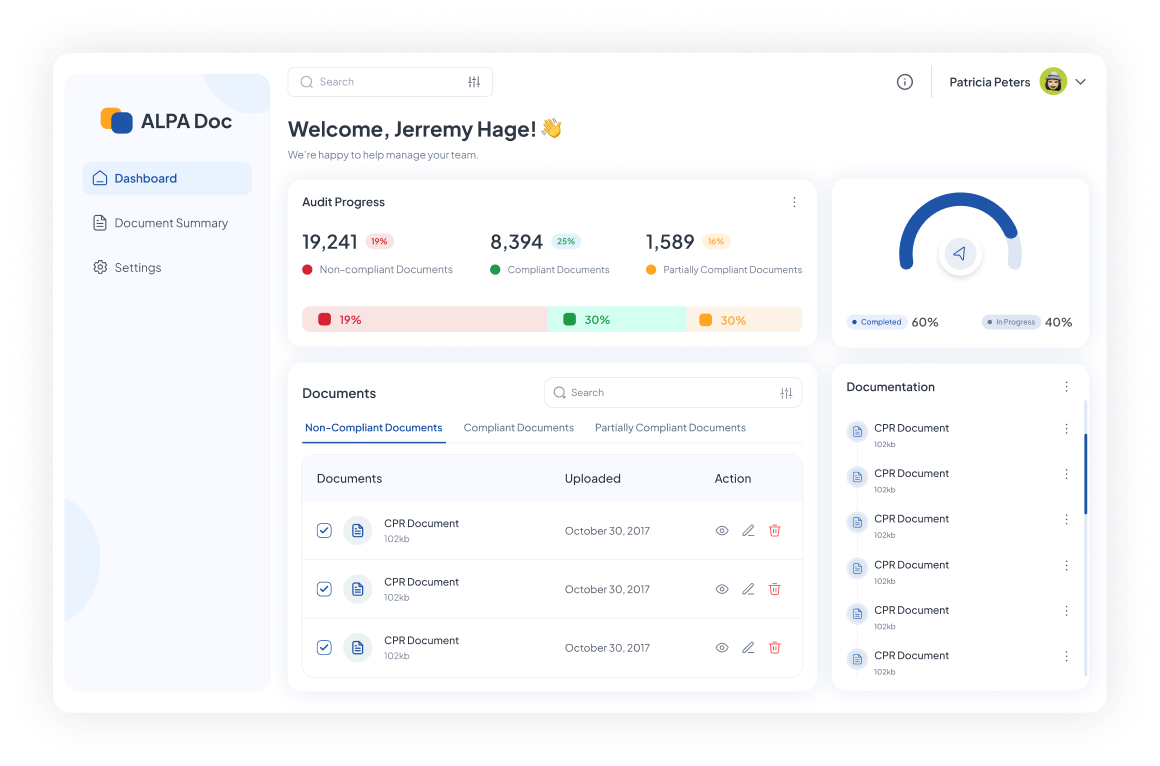 ALPA Doc
Dashboard
Document Summary
Settings
Search
Patricia Peters
Welcome, Jerremy Hage! 👋
We're happy to help manage your team.
Audit Progress
19,241 19%
Non-compliant Documents
8,394 25%
Compliant Documents
1,589 16%
Partially Compliant Documents
19% 30% 30%
Completed 60% In Progress 40%
Documents
Search
Non-Compliant Documents Compliant Documents Partially Compliant Documents
Documents Uploaded Action
CPR Document
102kb
October 30, 2017
CPR Document
102kb
October 30, 2017
CPR Document
102kb
October 30, 2017
Documentation
CPR Document
102kb
CPR Document
102kb
CPR Document
102kb
CPR Document
102kb
CPR Document
102kb
CPR Document
102kb